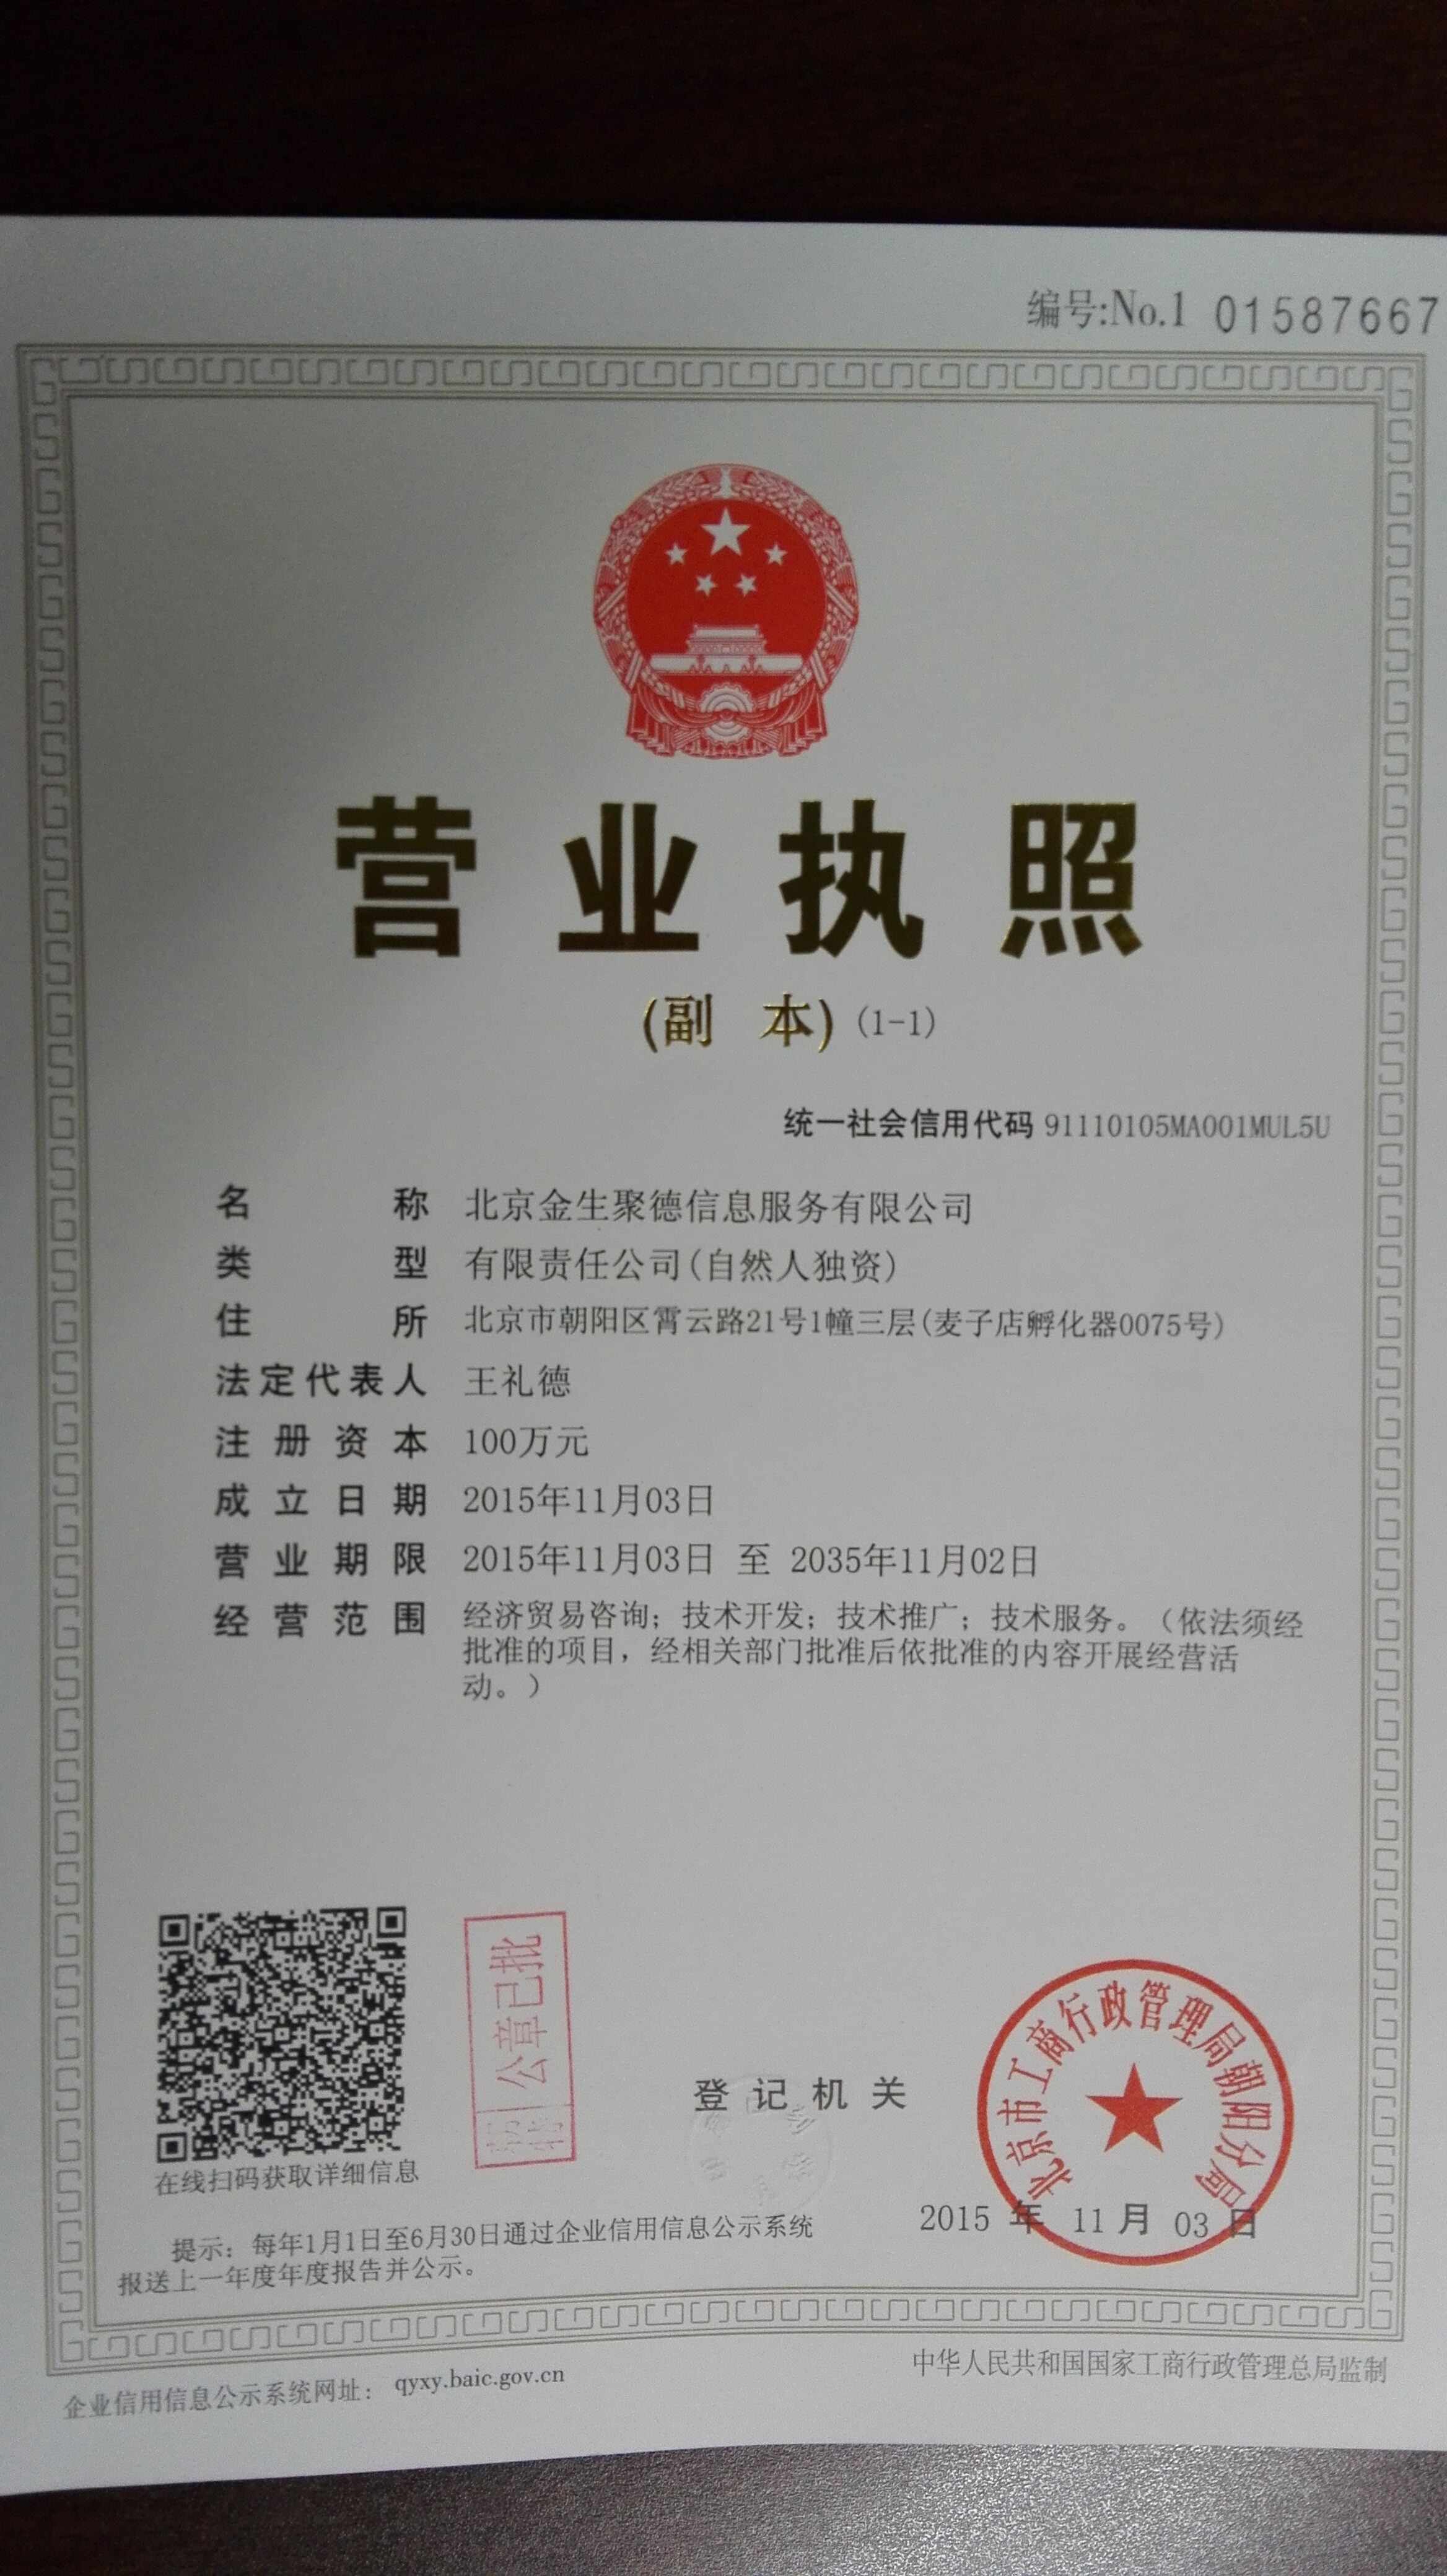 编号:No.1 01587667
营业执照
(副 本) (1-1)
统一社会信用代码 91110105MA001MUL5U
名 称 北京金生聚德信息服务有限公司
类 型 有限责任公司(自然人独资)
住 所 北京市朝阳区霄云路21号1幢三层(麦子店孵化器0075号)
法定代表人 王礼德
注册资本 100万元
成立日期 2015年11月03日
营业期限 2015年11月03日 至 2035年11月02日
经营范围 经济贸易咨询；技术开发；技术推广；技术服务。（依法须经
批准的项目，经相关部门批准后依批准的内容开展经营活
动。）
在线扫码获取详细信息
公章已批
登记机关
北京市工商行政管理局朝阳分局
2015 年 11 月 03 日
提示：每年1月1日至6月30日通过企业信用信息公示系统
报送上一年度年度报告并公示。
企业信用信息公示系统网址： qyxy.baic.gov.cn
中华人民共和国国家工商行政管理总局监制